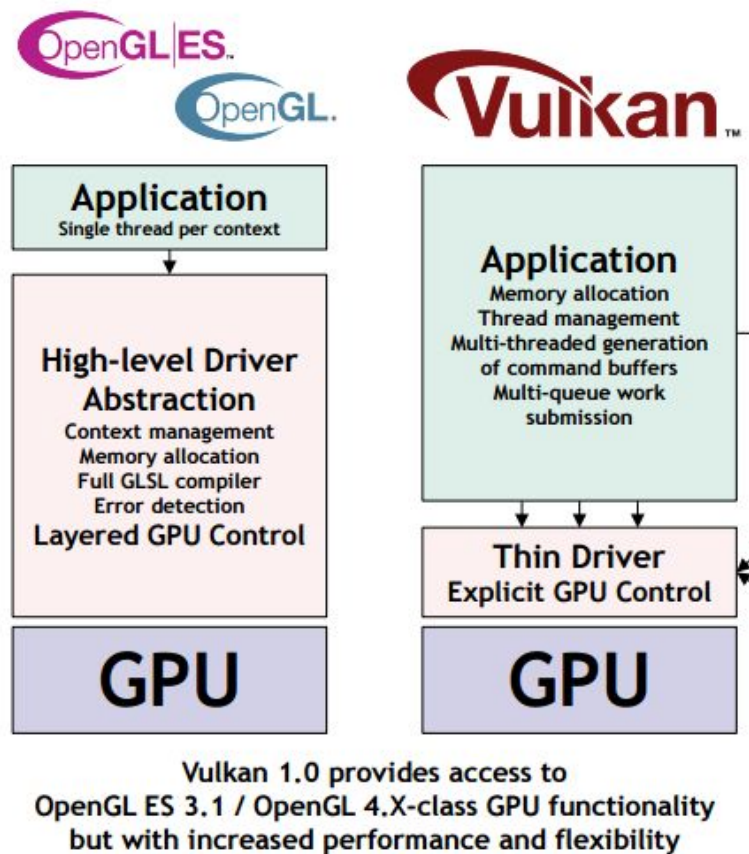 OpenGL|ES™
OpenGL.
Vulkan™
Application
Single thread per context
High-level Driver
Abstraction
Context management
Memory allocation
Full GLSL compiler
Error detection
Layered GPU Control
GPU
Application
Memory allocation
Thread management
Multi-threaded generation
of command buffers
Multi-queue work
submission
Thin Driver
Explicit GPU Control
GPU
Vulkan 1.0 provides access to
OpenGL ES 3.1 / OpenGL 4.X-class GPU functionality
but with increased performance and flexibility